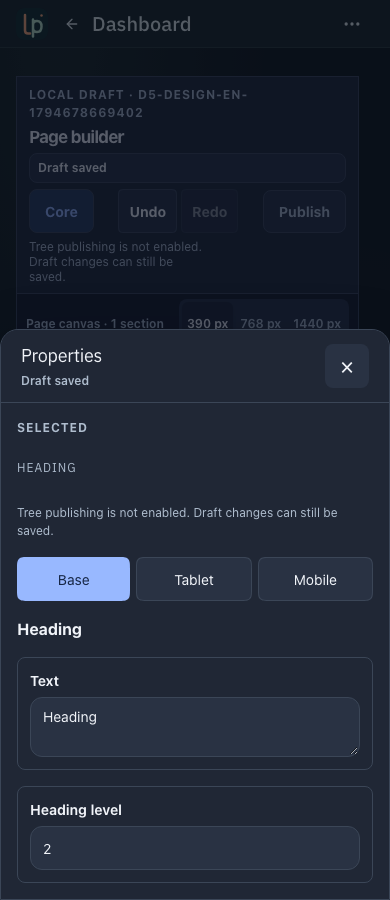 lp
Dashboard
LOCAL DRAFT · D5-DESIGN-EN-
1794678669402
Page builder
Draft saved
Core
Undo
Redo
Publish
Tree publishing is not enabled.
Draft changes can still be
saved.
Page canvas · 1 section
390 px
768 px
1440 px
Properties
Draft saved
SELECTED
HEADING
Tree publishing is not enabled. Draft changes can still be
saved.
Base
Tablet
Mobile
Heading
Text
Heading
Heading level
2